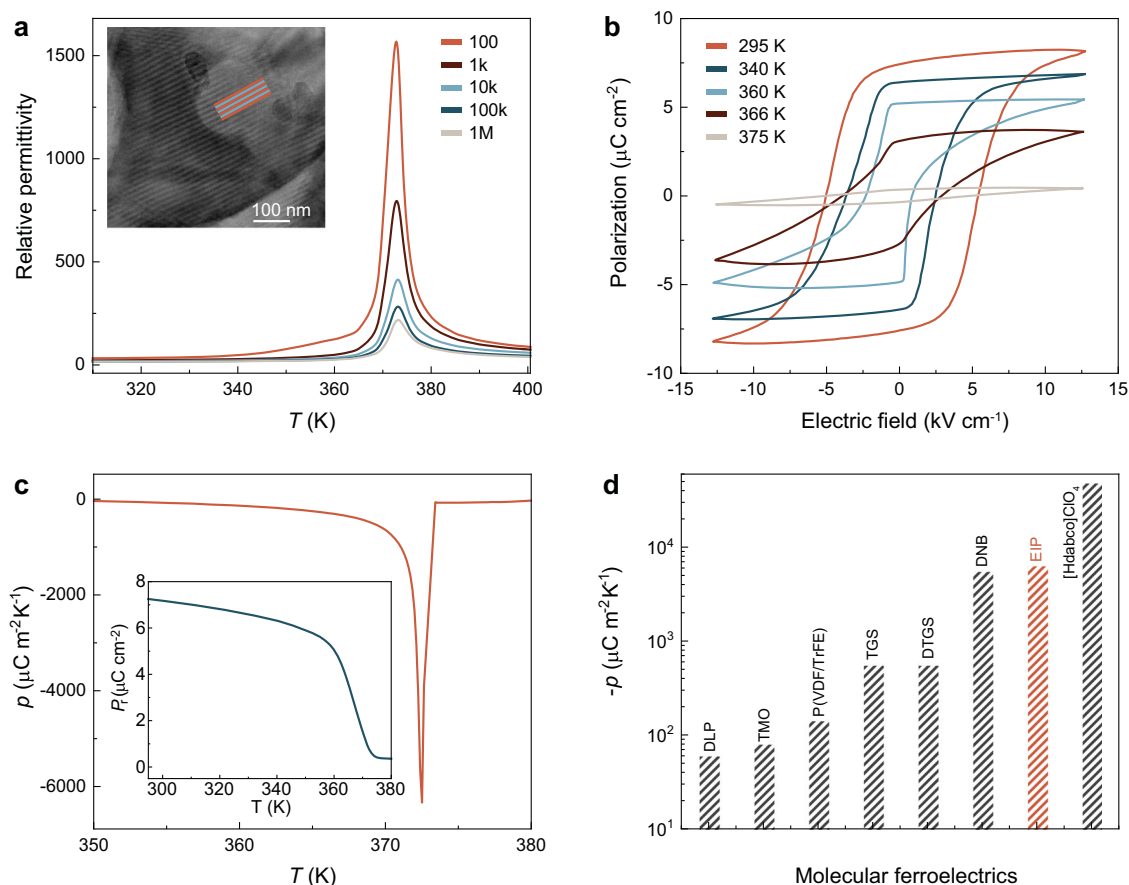 a
1500
1000
500
0
320
340
360
380
400
Relative permittivity
T (K)
100
1k
10k
100k
1M
100 nm
b
10
5
0
-5
-10
-15
-10
-5
0
5
10
15
Polarization (μC cm⁻²)
Electric field (kV cm⁻¹)
295 K
340 K
360 K
366 K
375 K
c
0
-2000
-4000
-6000
350
360
370
380
p (μC m⁻²K⁻¹)
T (K)
8
6
4
2
0
300
320
340
360
380
Pᵣ(μC cm⁻²)
T (K)
d
10⁴
10³
10²
10¹
-p (μC m⁻²K⁻¹)
DLP
TMO
P(VDF/TrFE)
TGS
DTGS
DNB
EIP
[Hdabco]ClO₄
Molecular ferroelectrics